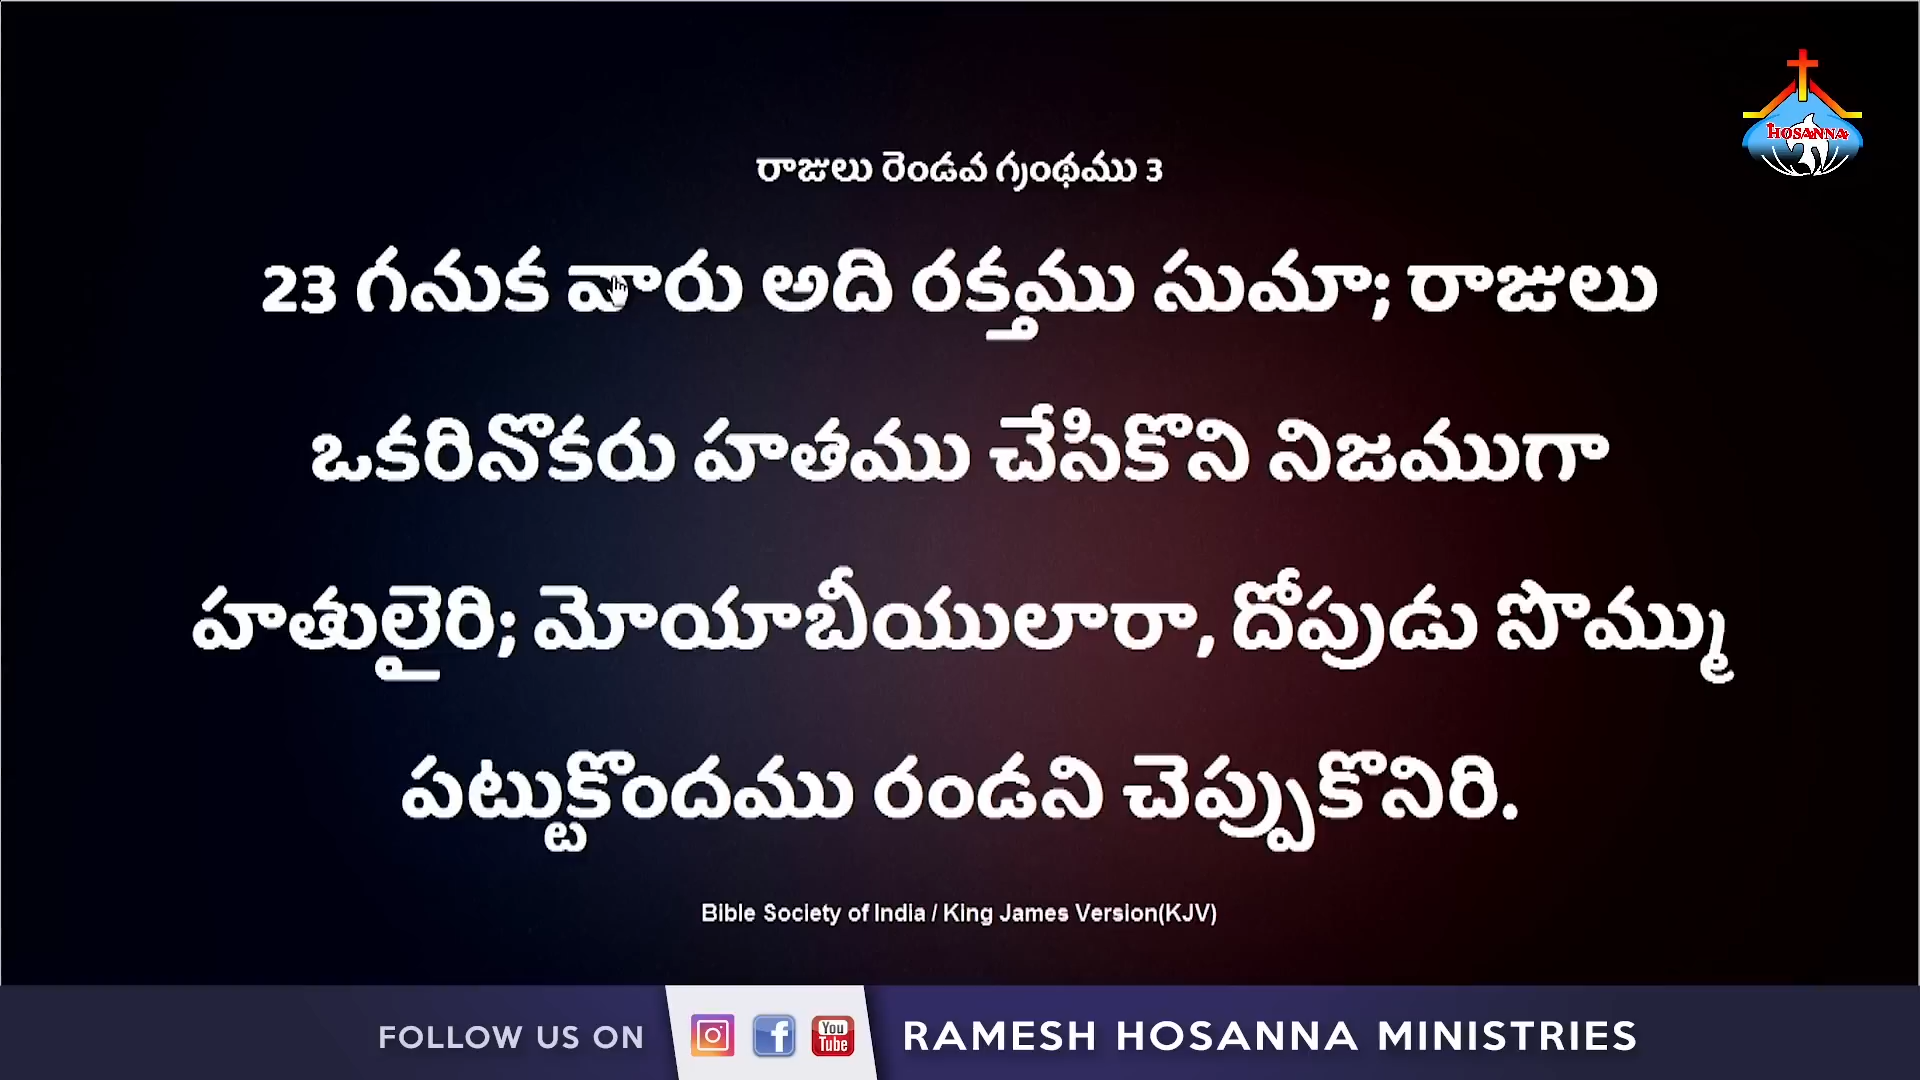 HOSANNA
రాజులు రెండవ గ్రంథము 3
23 గనుక వారు అది రక్తము సుమా; రాజులు
ఒకరినొకరు హతము చేసికొని నిజముగా
హతులైరి; మోయాబీయులారా, దోపుడు సొమ్ము
పట్టుకొందము రండని చెప్పుకొనిరి.
Bible Society of India / King James Version(KJV)
FOLLOW US ON You Tube RAMESH HOSANNA MINISTRIES